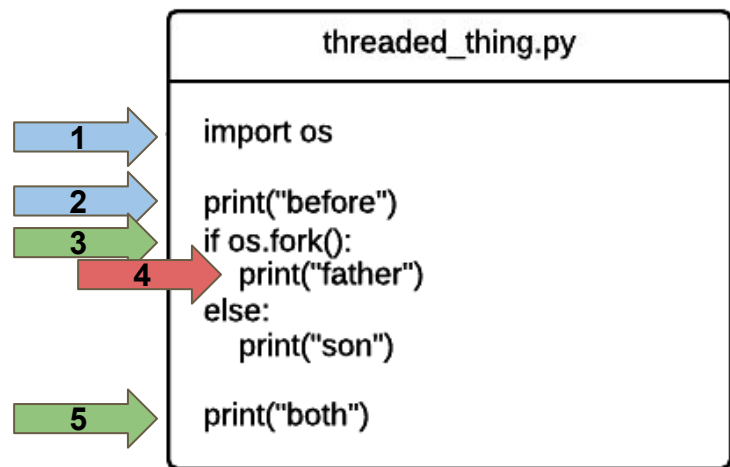 threaded_thing.py
1 import os
2 print("before")
3 if os.fork():
4 print("father")
else:
print("son")
5 print("both")